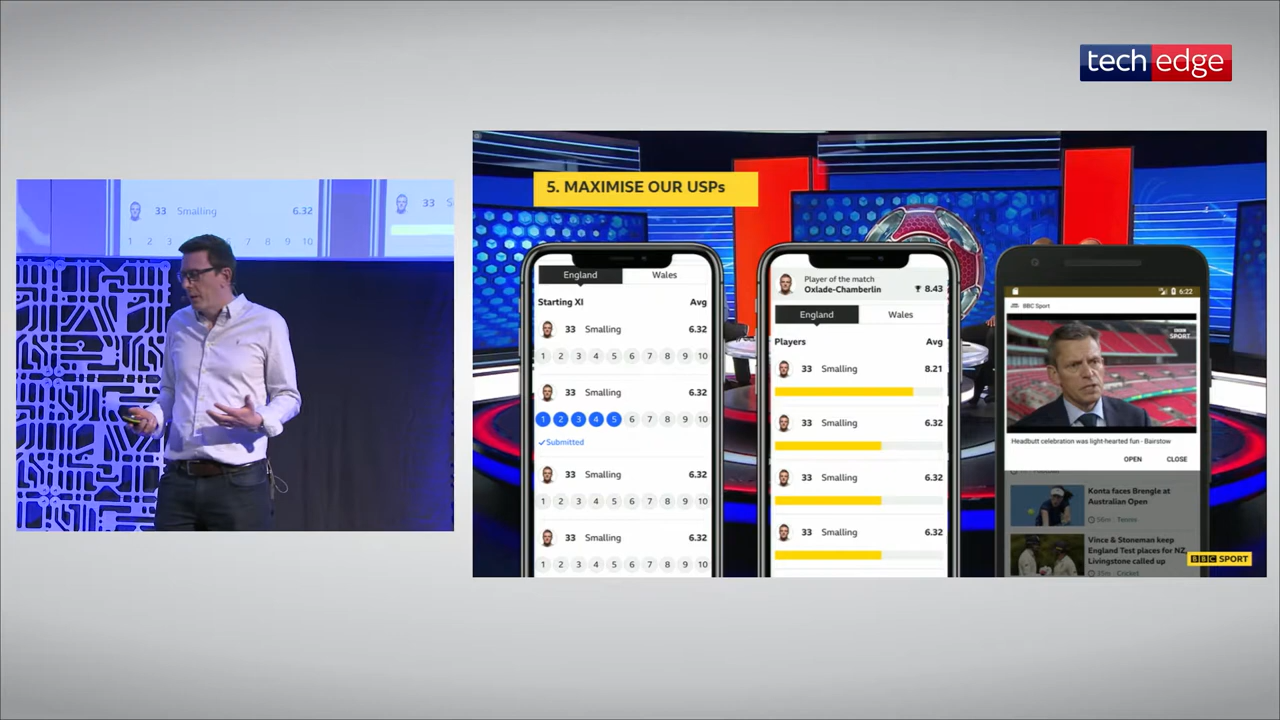 tech edge
33 Smalling 6.32
1 2 3 4 5 6 7 8 9 10
33 S
5. MAXIMISE OUR USPs
England Wales
Starting XI Avg
33 Smalling 6.32
1 2 3 4 5 6 7 8 9 10
33 Smalling 6.32
1 2 3 4 5 6 7 8 9 10
Submitted
33 Smalling 6.32
1 2 3 4 5 6 7 8 9 10
33 Smalling 6.32
1 2 3 4 5 6 7 8 9 10
Player of the match
Oxlade-Chamberlin 8.43
England Wales
Players Avg
33 Smalling 8.21
33 Smalling 6.32
33 Smalling 6.32
33 Smalling 6.32
6:22
BBC Sport
BBC
SPORT
Headbutt celebration was light-hearted fun - Bairstow
OPEN CLOSE
Konta faces Brengle at
Australian Open
56m Tennis
Vince & Stoneman keep
England Test places for NZ,
Livingstone called up
35m Cricket
BBC SPORT